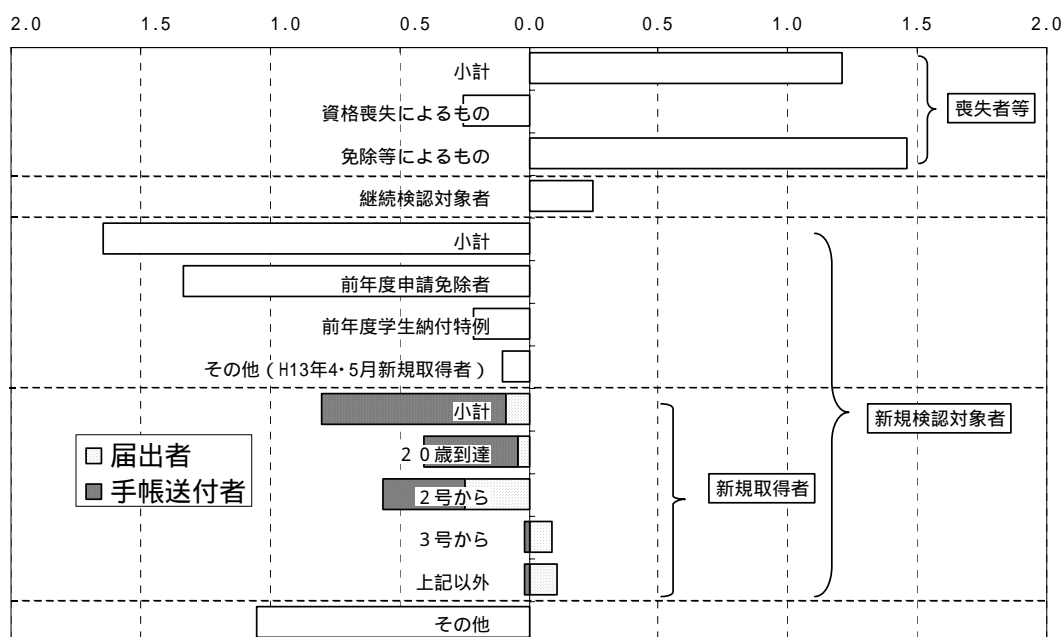 2.0 1.5 1.0 0.5 0.0 0.5 1.0 1.5 2.0
小計
資格喪失によるもの
免除等によるもの
喪失者等
継続検認対象者
小計
前年度申請免除者
前年度学生納付特例
その他（H13年4・5月新規取得者）
小計
２０歳到達
２号から
３号から
上記以外
その他
新規検認対象者
新規取得者
届出者
手帳送付者